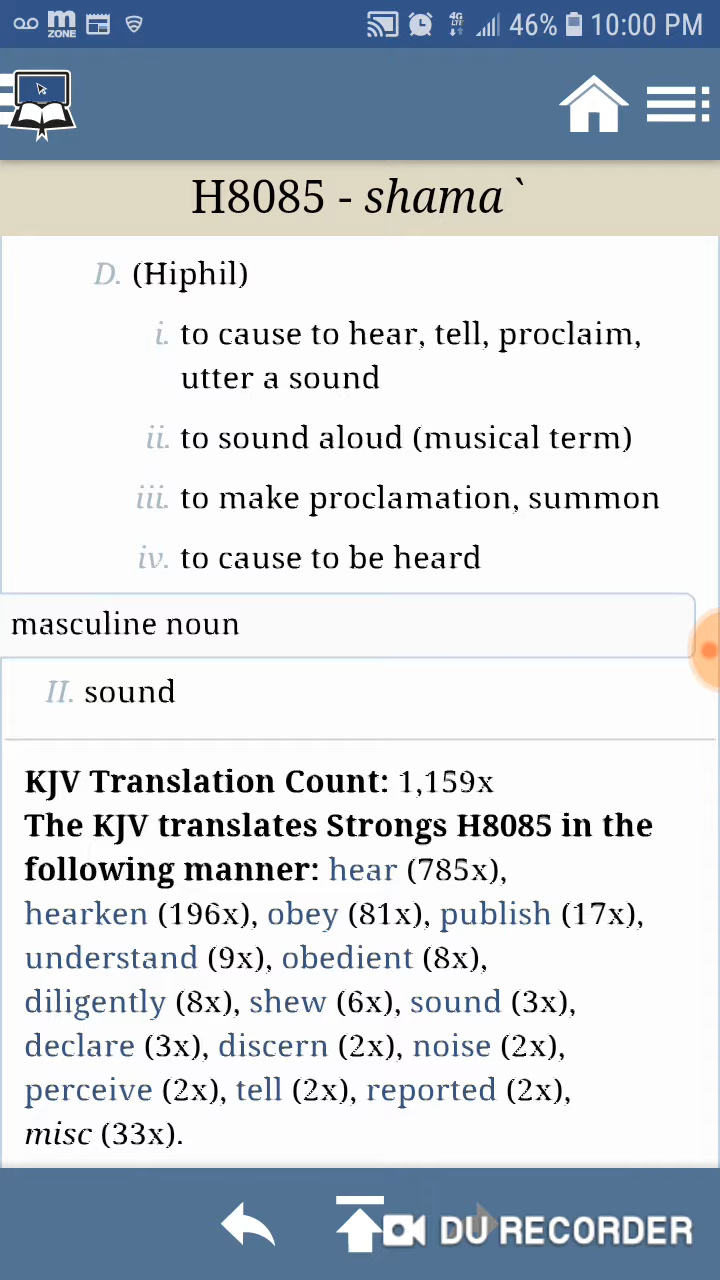 m
ZONE
4G
LTE
46%
10:00 PM
H8085 - shama`
D. (Hiphil)
i. to cause to hear, tell, proclaim,
utter a sound
ii. to sound aloud (musical term)
iii. to make proclamation, summon
iv. to cause to be heard
masculine noun
II. sound
KJV Translation Count: 1,159x
The KJV translates Strongs H8085 in the
following manner: hear (785x),
hearken (196x), obey (81x), publish (17x),
understand (9x), obedient (8x),
diligently (8x), shew (6x), sound (3x),
declare (3x), discern (2x), noise (2x),
perceive (2x), tell (2x), reported (2x),
misc (33x).
DU RECORDER